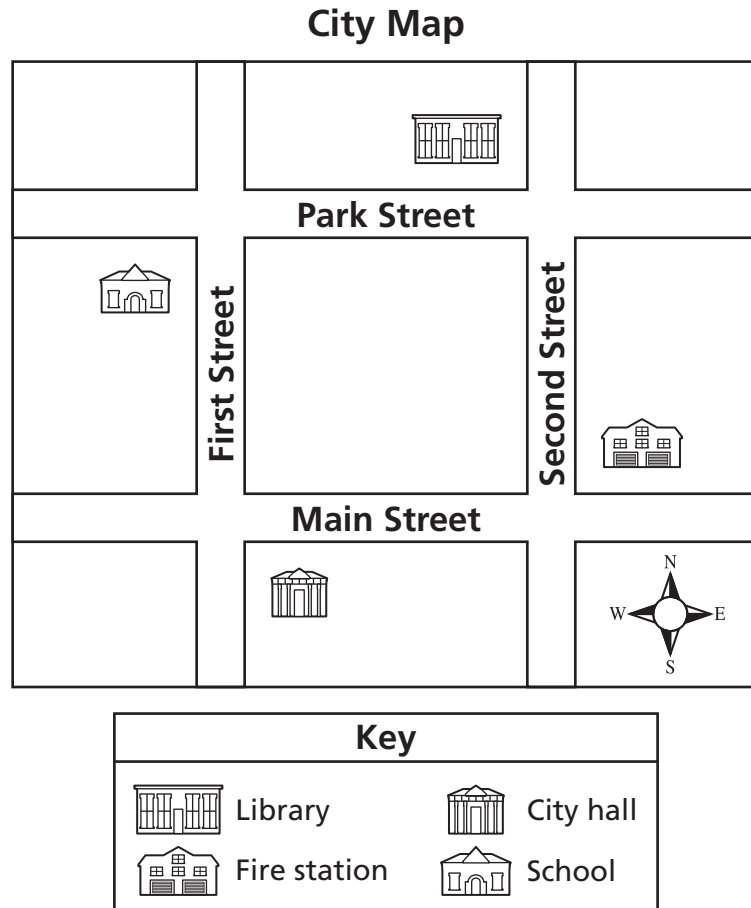 City Map
Park Street
First Street
Second Street
Main Street
N
W E
S
Key
Library
City hall
Fire station
School